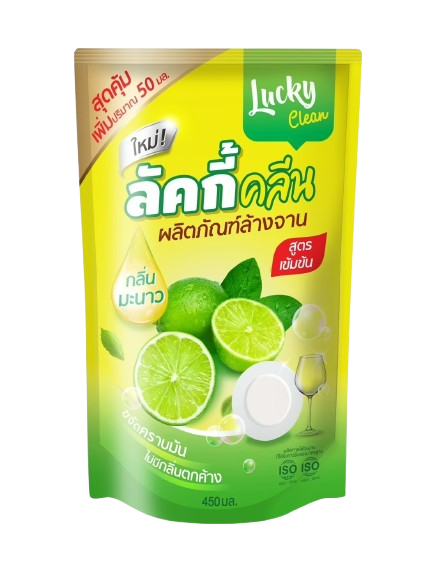 สุดคุ้ม
เพิ่มปริมาณ 50 มล.
Lucky
Clean
ใหม่!
ลัคกี้คลีน
ผลิตภัณฑ์ล้างจาน
สูตร
เข้มข้น
กลิ่น
มะนาว
ขจัดคราบมัน
ไม่มีกลิ่นตกค้าง
ISO ISO
450 มล.